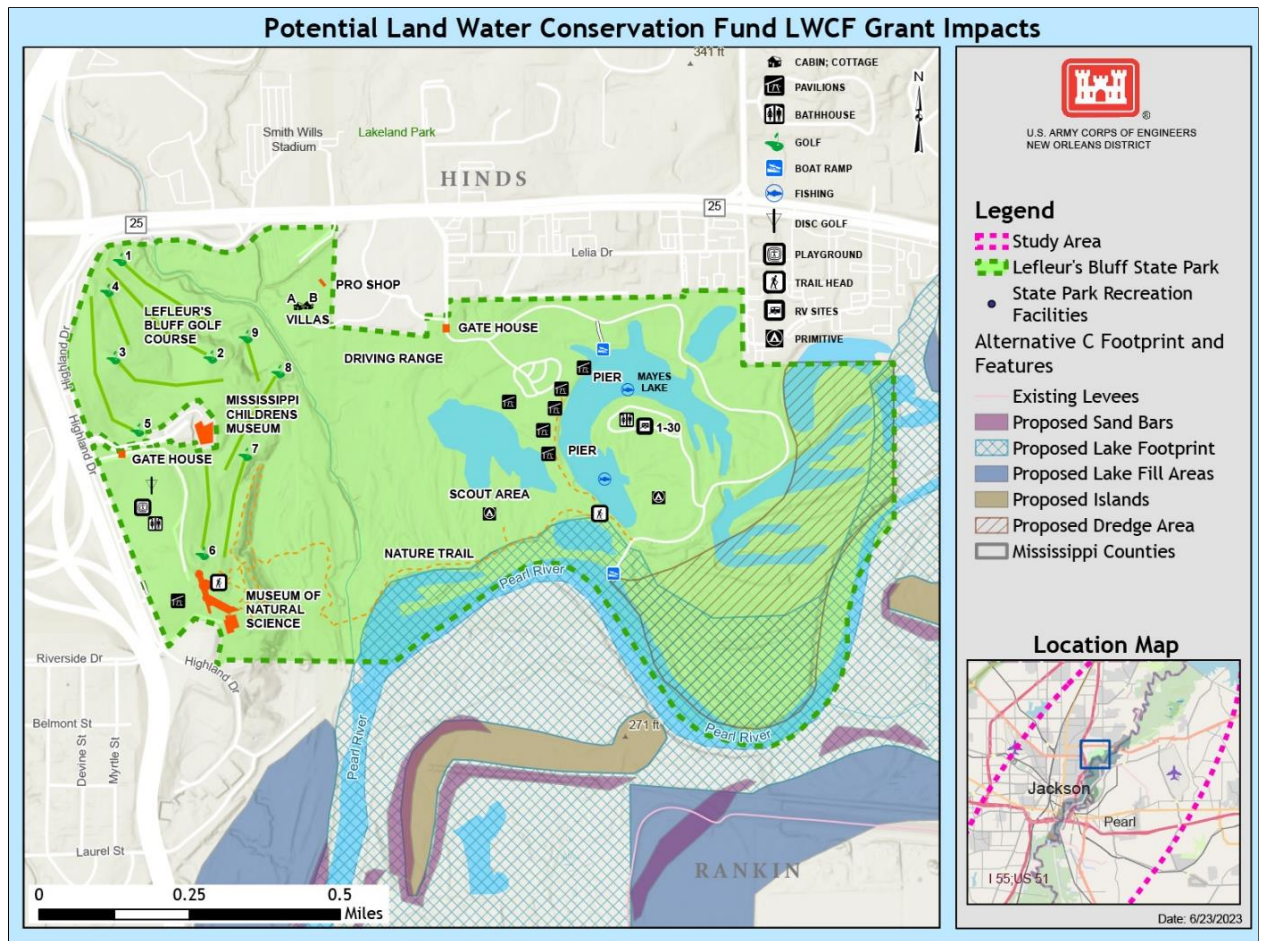 Potential Land Water Conservation Fund LWCF Grant Impacts
341 ft
CABIN; COTTAGE
PAVILIONS
BATHHOUSE
GOLF
BOAT RAMP
FISHING
DISC GOLF
PLAYGROUND
TRAIL HEAD
RV SITES
PRIMITIVE
N
Smith Wills
Stadium
Lakeland Park
HINDS
25
25
Lelia Dr
1
4
LEFLEUR'S
BLUFF GOLF
COURSE
3
2
9
8
5
7
6
A B
VILLAS
PRO SHOP
GATE HOUSE
DRIVING RANGE
PIER
MAYES
LAKE
1-30
PIER
MISSISSIPPI
CHILDRENS
MUSEUM
GATE HOUSE
Highland Dr
Highland Dr
SCOUT AREA
NATURE TRAIL
Pearl River
MUSEUM OF
NATURAL
SCIENCE
Riverside Dr
Highland Dr
Belmont St
Devine St
Myrtle St
Laurel St
Pearl River
271 ft
Pearl River
RANKIN
0 0.25 0.5
Miles
®
U.S. ARMY CORPS OF ENGINEERS
NEW ORLEANS DISTRICT
Legend
Study Area
Lefleur's Bluff State Park
State Park Recreation
Facilities
Alternative C Footprint and
Features
Existing Levees
Proposed Sand Bars
Proposed Lake Footprint
Proposed Lake Fill Areas
Proposed Islands
Proposed Dredge Area
Mississippi Counties
Location Map
Jackson
Pearl
I 55;US 51
Date: 6/23/2023